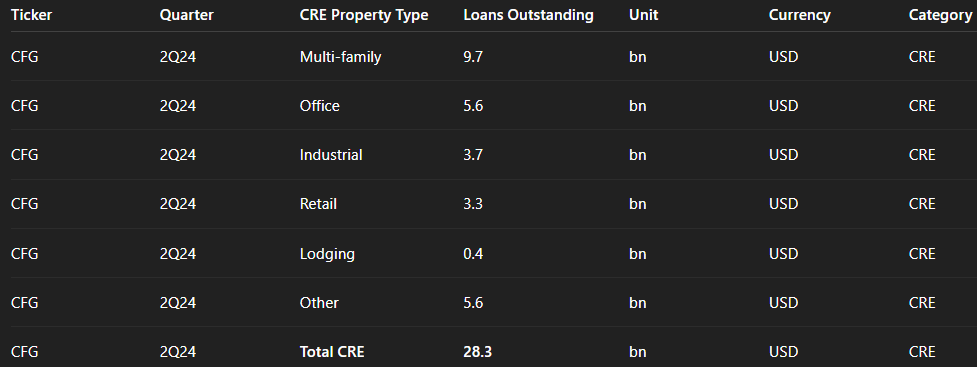 Ticker Quarter CRE Property Type Loans Outstanding Unit Currency Category
CFG 2Q24 Multi-family 9.7 bn USD CRE
CFG 2Q24 Office 5.6 bn USD CRE
CFG 2Q24 Industrial 3.7 bn USD CRE
CFG 2Q24 Retail 3.3 bn USD CRE
CFG 2Q24 Lodging 0.4 bn USD CRE
CFG 2Q24 Other 5.6 bn USD CRE
CFG 2Q24 Total CRE 28.3 bn USD CRE